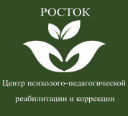 РОСТОК
Центр психолого-педагогической
реабилитации и коррекции